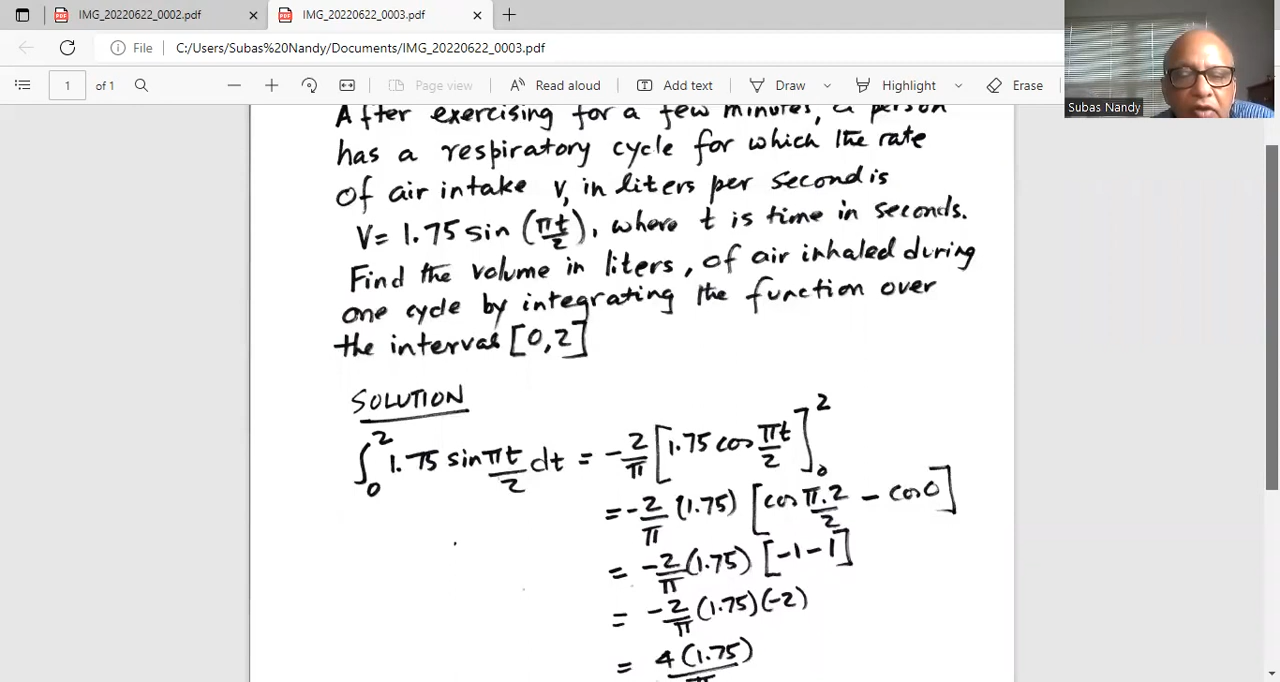 IMG_20220622_0002.pdf
IMG_20220622_0003.pdf
File
C:/Users/Subas%20Nandy/Documents/IMG_20220622_0003.pdf
1 of 1
Page view
A Read aloud
T Add text
Draw
Highlight
Erase
Subas Nandy
After exercising for a few minutes, a person
has a respiratory cycle for which the rate
of air intake v, in liters per second is
V= 1.75 sin (πt/2), where t is time in seconds.
Find the volume in liters, of air inhaled during
one cycle by integrating the function over
the interval [0,2]
SOLUTION
∫₀² 1.75 sin πt/2 dt = -2/π [1.75 cos πt/2]₀²
= -2/π (1.75) [cos π.2/2 - cos 0]
= -2/π (1.75) [-1-1]
= -2/π (1.75)(-2)
= 4(1.75)/π